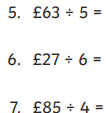 5. £63 ÷ 5 =
6. £27 ÷ 6 =
7. £85 ÷ 4 =